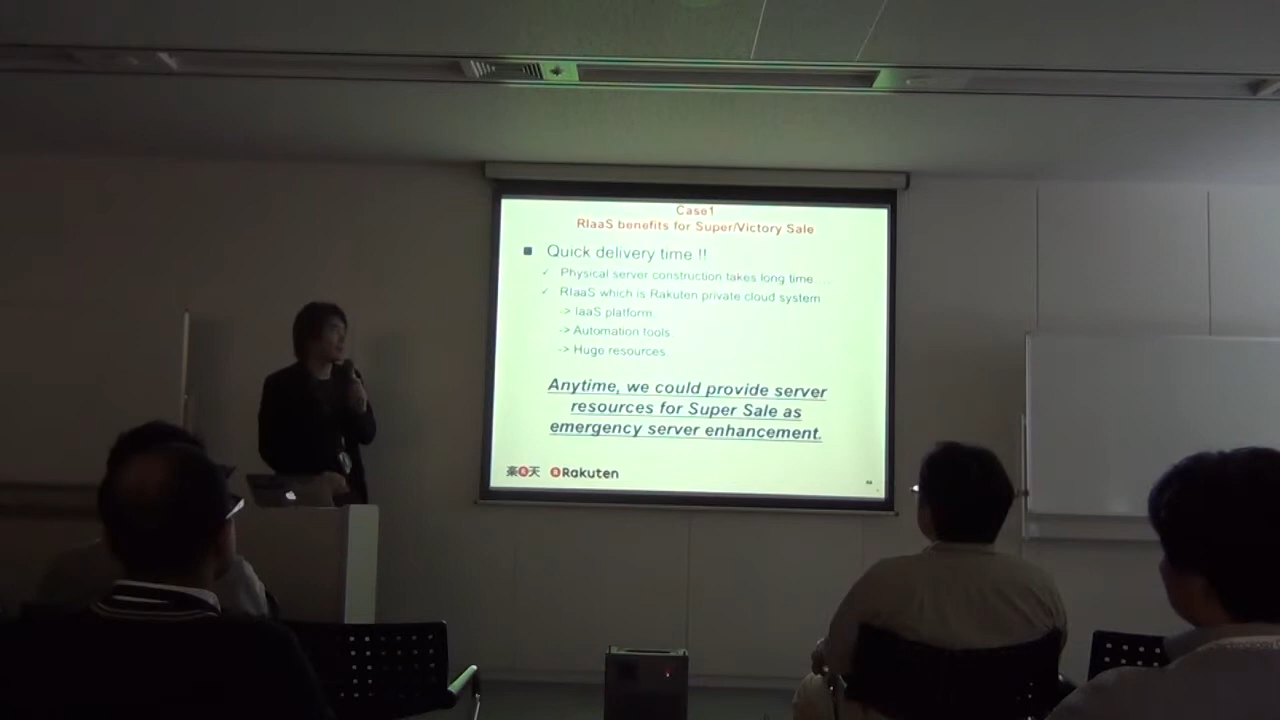 Case1
RIaaS benefits for Super/Victory Sale
Quick delivery time !!
Physical server construction takes long time....
RIaaS which is Rakuten private cloud system
-> IaaS platform.
-> Automation tools.
-> Huge resources.
Anytime, we could provide server
resources for Super Sale as
emergency server enhancement.
楽天 Rakuten